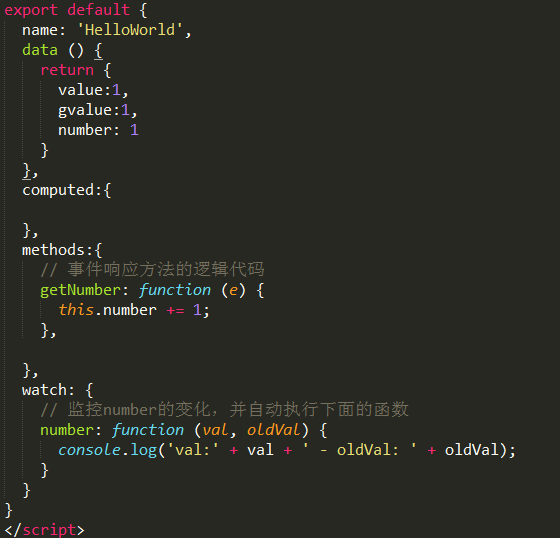 export default {
  name: 'HelloWorld',
  data () {
    return {
      value:1,
      gvalue:1,
      number: 1
    }
  },
  computed:{

  },
  methods:{
    // 事件响应方法的逻辑代码
    getNumber: function (e) {
      this.number += 1;
    },

  },
  watch: {
    // 监控number的变化，并自动执行下面的函数
    number: function (val, oldVal) {
      console.log('val:' + val + ' - oldVal: ' + oldVal);
    }
  }
}
</script>